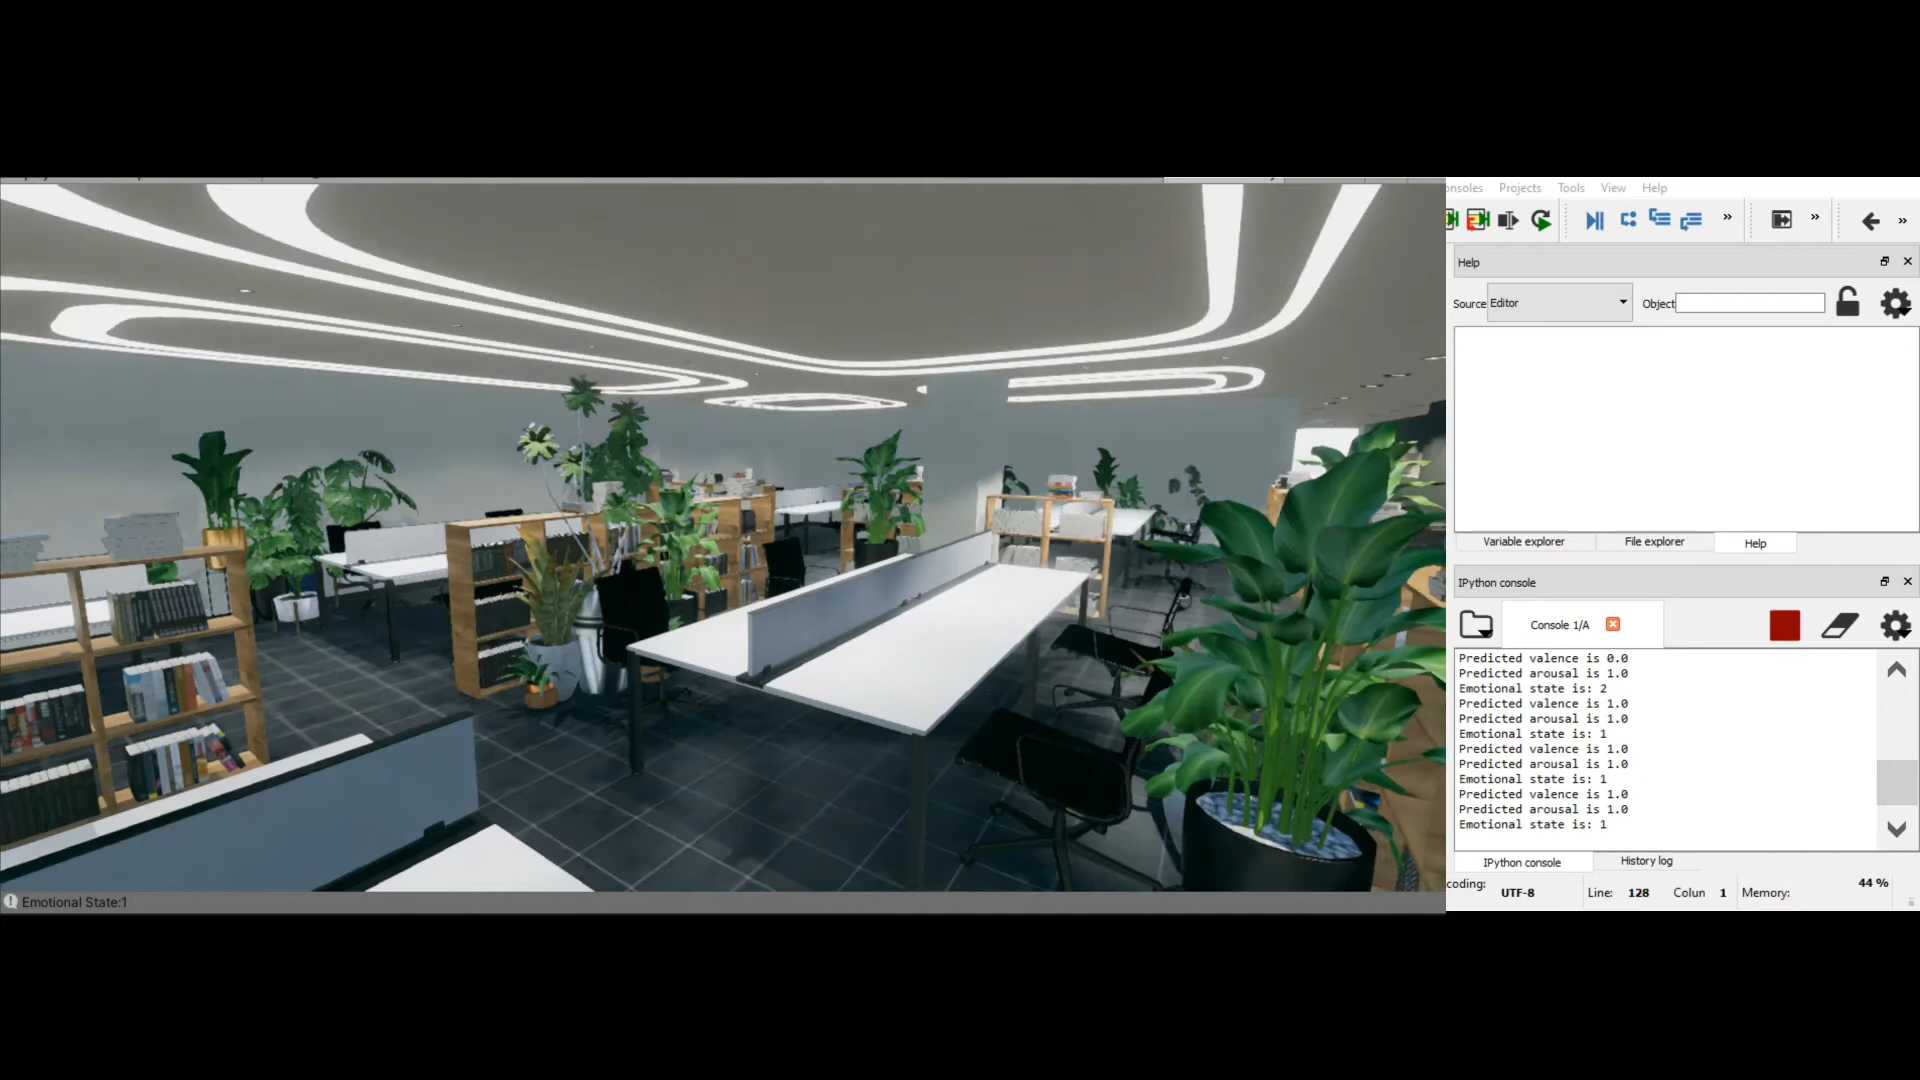 onsoles Projects Tools View Help
Help
Source Editor Object
Variable explorer File explorer Help
IPython console
Console 1/A
Predicted valence is 0.0
Predicted arousal is 1.0
Emotional state is: 2
Predicted valence is 1.0
Predicted arousal is 1.0
Emotional state is: 1
Predicted valence is 1.0
Predicted arousal is 1.0
Emotional state is: 1
Predicted valence is 1.0
Predicted arousal is 1.0
Emotional state is: 1
IPython console History log
coding: UTF-8 Line: 128 Colun 1 Memory: 44 %
Emotional State:1